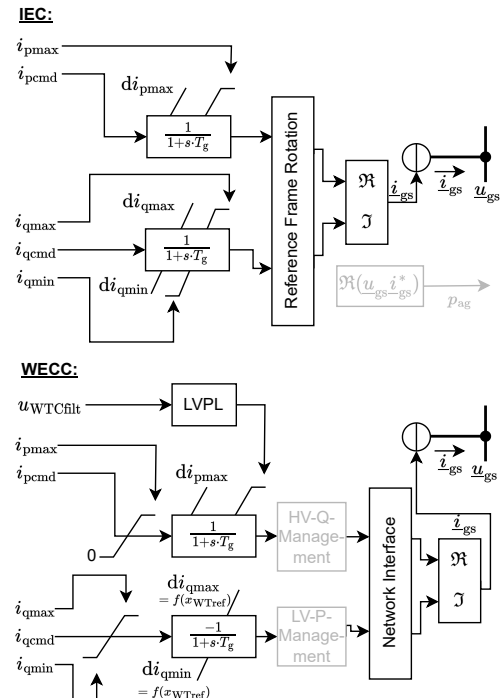 IEC:
i_pmax
i_pcmd
di_pmax
1/(1+s·T_g)
i_qmax
i_qcmd
i_qmin
di_qmax
1/(1+s·T_g)
di_qmin
Reference Frame Rotation
ℜ
ℑ
i_gs
i_gs
u_gs
ℜ(u_gs i*_gs)
p_ag
WECC:
u_WTCfilt
LVPL
i_pmax
i_pcmd
0
di_pmax
1/(1+s·T_g)
HV-Q-
Manage-
ment
i_qmax
i_qcmd
i_qmin
di_qmax
= f(x_WTref)
-1/(1+s·T_g)
di_qmin
= f(x_WTref)
LV-P-
Manage-
ment
Network Interface
ℜ
ℑ
i_gs
i_gs
u_gs